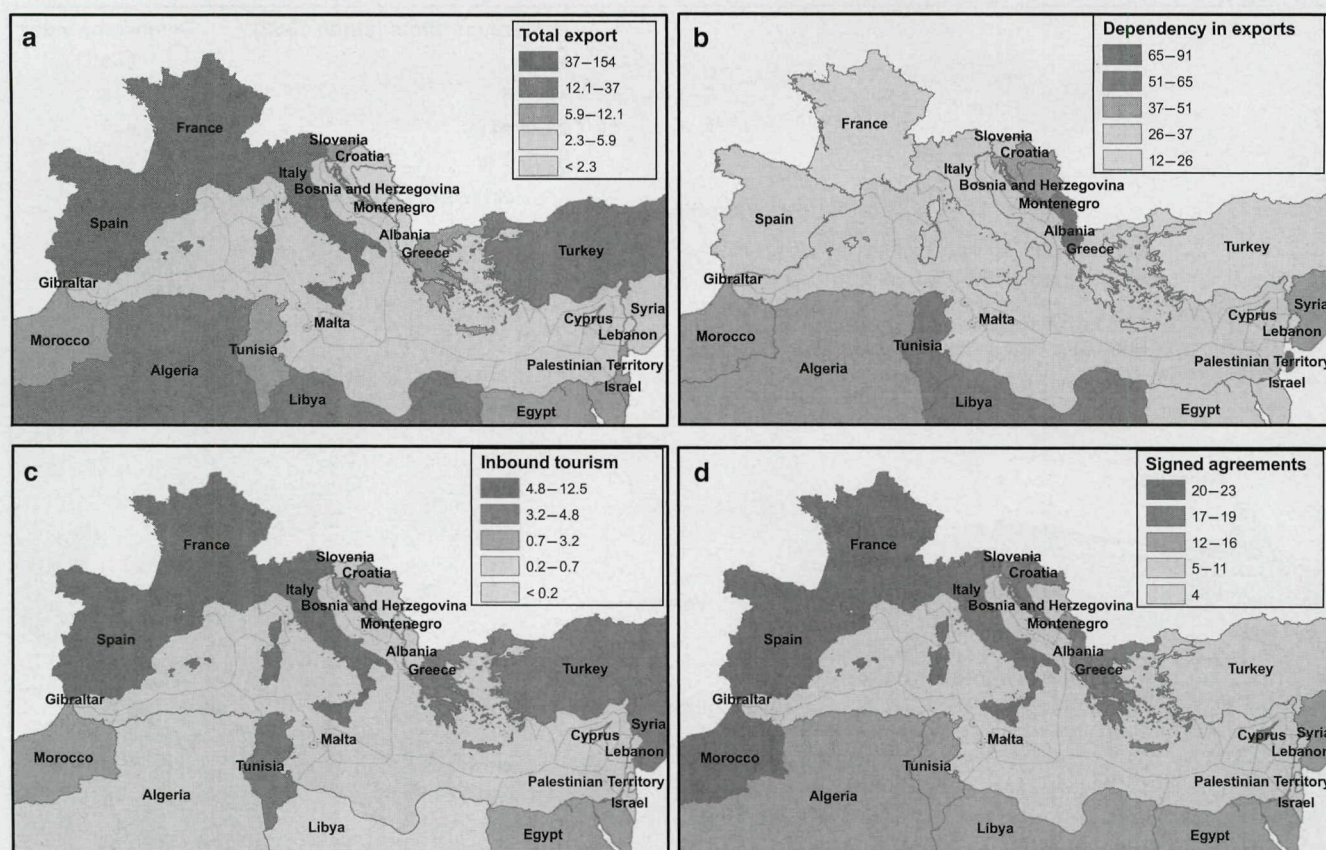 a
Total export
37–154
12.1–37
5.9–12.1
2.3–5.9
< 2.3
France
Slovenia
Croatia
Italy
Bosnia and Herzegovina
Montenegro
Spain
Albania
Greece
Turkey
Gibraltar
Syria
Cyprus
Malta
Lebanon
Morocco
Tunisia
Palestinian Territory
Algeria
Israel
Libya
Egypt
b
Dependency in exports
65–91
51–65
37–51
26–37
12–26
France
Slovenia
Croatia
Italy
Bosnia and Herzegovina
Montenegro
Spain
Albania
Greece
Turkey
Gibraltar
Syria
Cyprus
Malta
Lebanon
Morocco
Tunisia
Palestinian Territory
Algeria
Israel
Libya
Egypt
c
Inbound tourism
4.8–12.5
3.2–4.8
0.7–3.2
0.2–0.7
< 0.2
France
Slovenia
Croatia
Italy
Bosnia and Herzegovina
Montenegro
Spain
Albania
Greece
Turkey
Gibraltar
Syria
Cyprus
Malta
Lebanon
Morocco
Tunisia
Palestinian Territory
Algeria
Israel
Libya
Egypt
d
Signed agreements
20–23
17–19
12–16
5–11
4
France
Slovenia
Croatia
Italy
Bosnia and Herzegovina
Montenegro
Spain
Albania
Greece
Turkey
Gibraltar
Cyprus
Syria
Malta
Lebanon
Morocco
Tunisia
Palestinian Territory
Algeria
Israel
Libya
Egypt